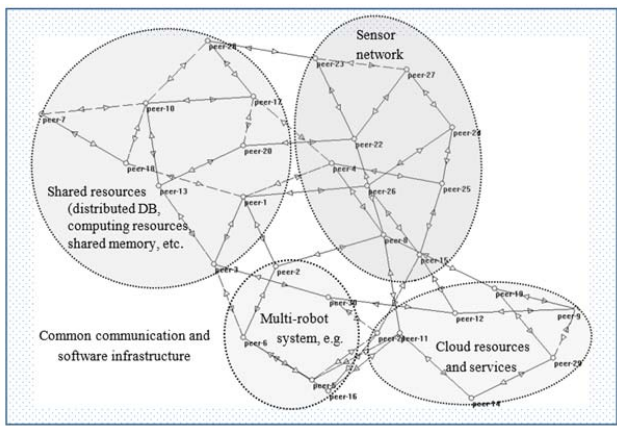 Sensor
network
peer-28
peer-23
peer-27
peer-17
peer-10
peer-7
peer-22
peer-20
peer-18
peer-4
peer-13
peer-26
peer-25
peer-1
Shared resources
(distributed DB,
computing resources,
shared memory, etc.
peer-8
peer-15
peer-3
peer-2
peer-19
peer-30
peer-12
peer-9
Multi-robot
system, e.g.
Common communication and
software infrastructure
peer-6
peer-11
Cloud resources
and services
peer-29
peer-5
peer-16
peer-14